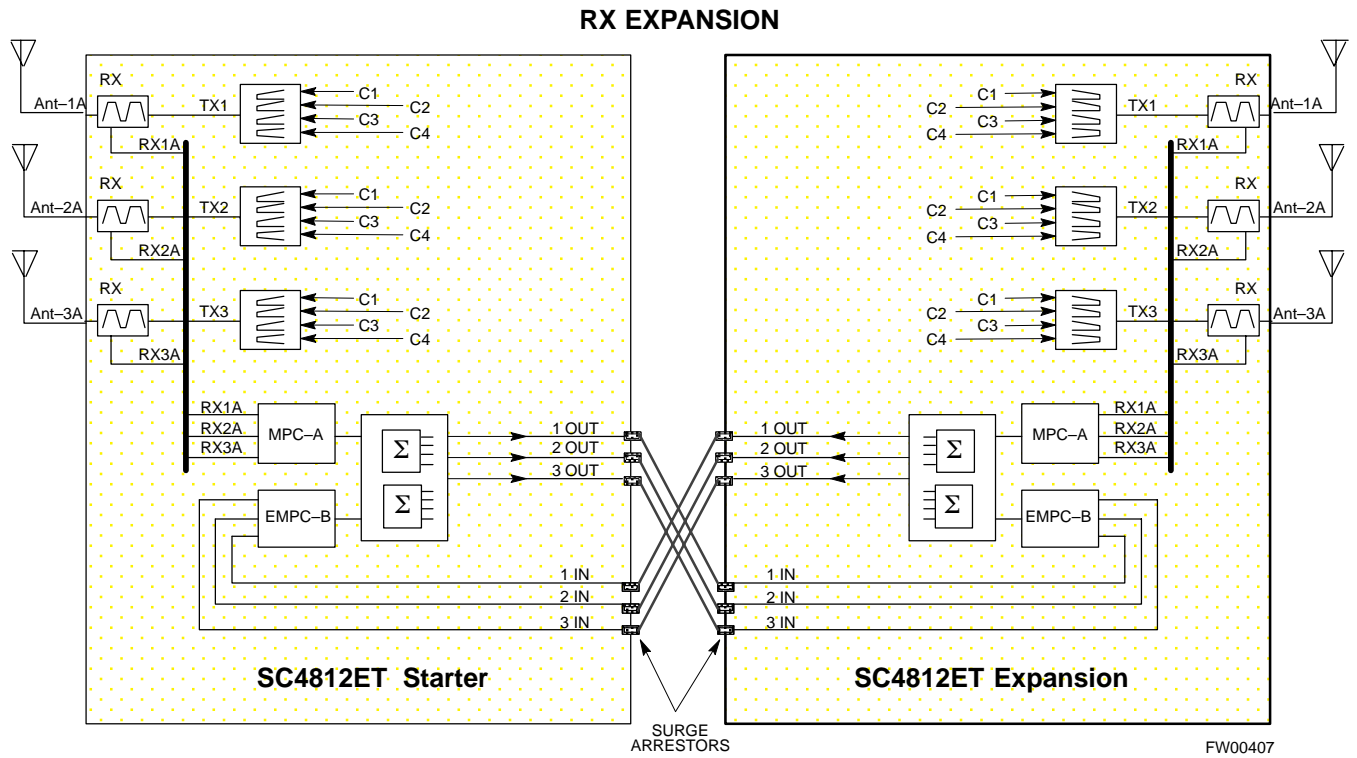 RX EXPANSION
RX
Ant–1A
TX1
C1
C2
C3
C4
RX1A
RX
Ant–2A
TX2
C1
C2
C3
C4
RX2A
RX
Ant–3A
TX3
C1
C2
C3
C4
RX3A
RX1A
RX2A
RX3A
MPC–A
Σ
Σ
EMPC–B
1 OUT
2 OUT
3 OUT
1 IN
2 IN
3 IN
SC4812ET Starter
RX
Ant–1A
TX1
C1
C2
C3
C4
RX1A
RX
Ant–2A
TX2
C1
C2
C3
C4
RX2A
RX
Ant–3A
TX3
C1
C2
C3
C4
RX3A
1 OUT
2 OUT
3 OUT
Σ
Σ
MPC–A
RX1A
RX2A
RX3A
EMPC–B
1 IN
2 IN
3 IN
SC4812ET Expansion
SURGE
ARRESTORS
FW00407